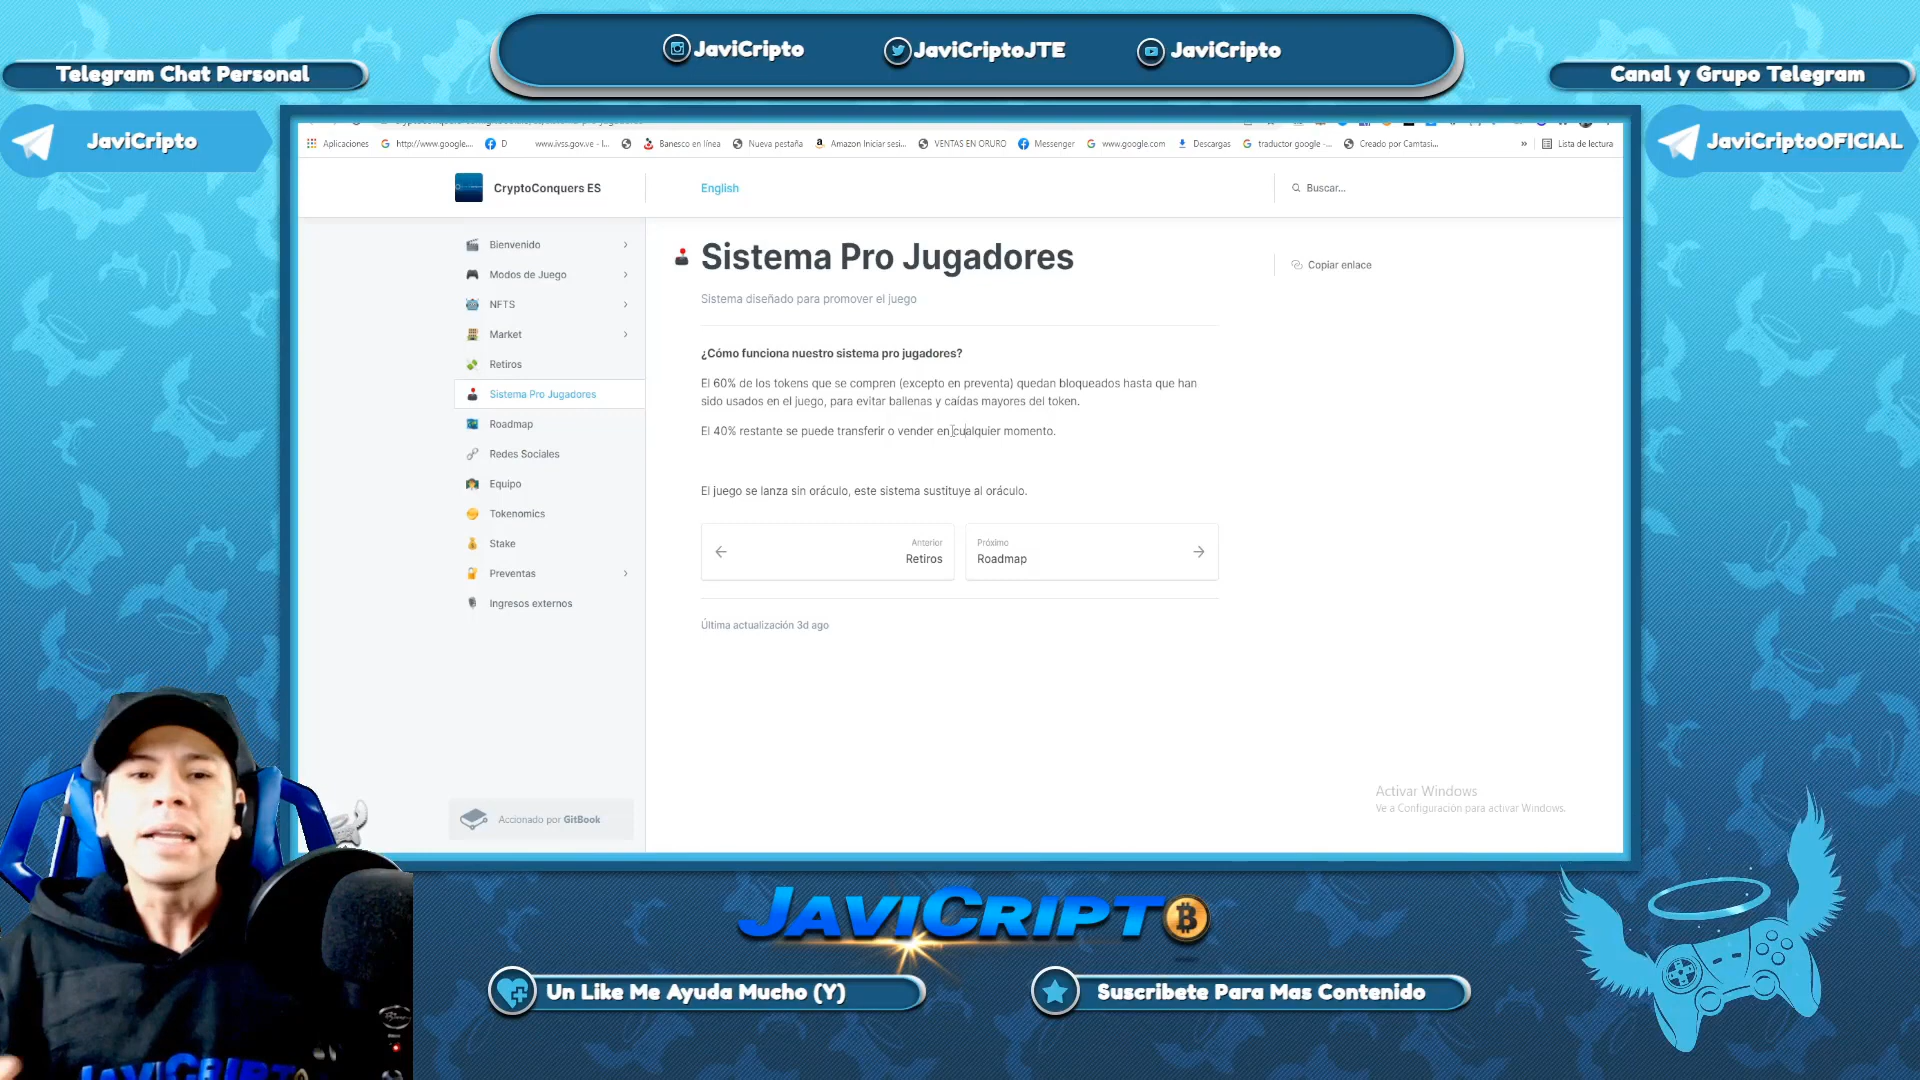 JaviCripto
JaviCriptoJTE
JaviCripto
Telegram Chat Personal
Canal y Grupo Telegram
JaviCripto
JaviCriptoOFICIAL
Aplicaciones
http://www.google....
D
www.ivss.gov.ve - I...
Banesco en línea
Nueva pestaña
Amazon Iniciar sesi...
VENTAS EN ORURO
Messenger
www.google.com
Descargas
traductor google -...
Creado por Camtasi...
»
Lista de lectura
CryptoConquers ES
English
Buscar...
Bienvenido
Modos de Juego
NFTS
Market
Retiros
Sistema Pro Jugadores
Roadmap
Redes Sociales
Equipo
Tokenomics
Stake
Preventas
Ingresos externos
Accionado por GitBook
Sistema Pro Jugadores
Copiar enlace
Sistema diseñado para promover el juego
¿Cómo funciona nuestro sistema pro jugadores?
El 60% de los tokens que se compren (excepto en preventa) quedan bloqueados hasta que han
sido usados en el juego, para evitar ballenas y caídas mayores del token.
El 40% restante se puede transferir o vender en cualquier momento.
El juego se lanza sin oráculo, este sistema sustituye al oráculo.
Anterior
Retiros
Próximo
Roadmap
Última actualización 3d ago
Activar Windows
Ve a Configuración para activar Windows.
JAVICRIPT
Un Like Me Ayuda Mucho (Y)
Suscribete Para Mas Contenido